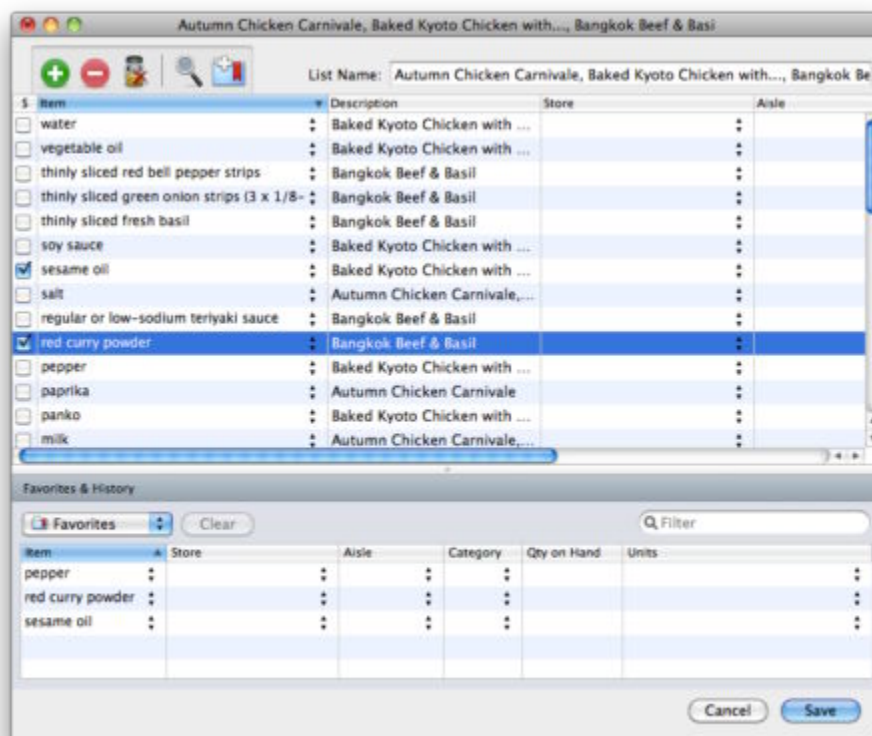 Autumn Chicken Carnivale, Baked Kyoto Chicken with..., Bangkok Beef & Basi
List Name: Autumn Chicken Carnivale, Baked Kyoto Chicken with..., Bangkok Be
S Item Description Store Aisle
water Baked Kyoto Chicken with ...
vegetable oil Baked Kyoto Chicken with ...
thinly sliced red bell pepper strips Bangkok Beef & Basil
thinly sliced green onion strips (3 x 1/8- Bangkok Beef & Basil
thinly sliced fresh basil Bangkok Beef & Basil
soy sauce Baked Kyoto Chicken with ...
sesame oil Baked Kyoto Chicken with ...
salt Autumn Chicken Carnivale,...
regular or low-sodium teriyaki sauce Bangkok Beef & Basil
red curry powder Bangkok Beef & Basil
pepper Baked Kyoto Chicken with ...
paprika Autumn Chicken Carnivale
panko Baked Kyoto Chicken with ...
milk Autumn Chicken Carnivale,...
Favorites & History
Favorites Clear Filter
Item Store Aisle Category Qty on Hand Units
pepper
red curry powder
sesame oil
Cancel Save